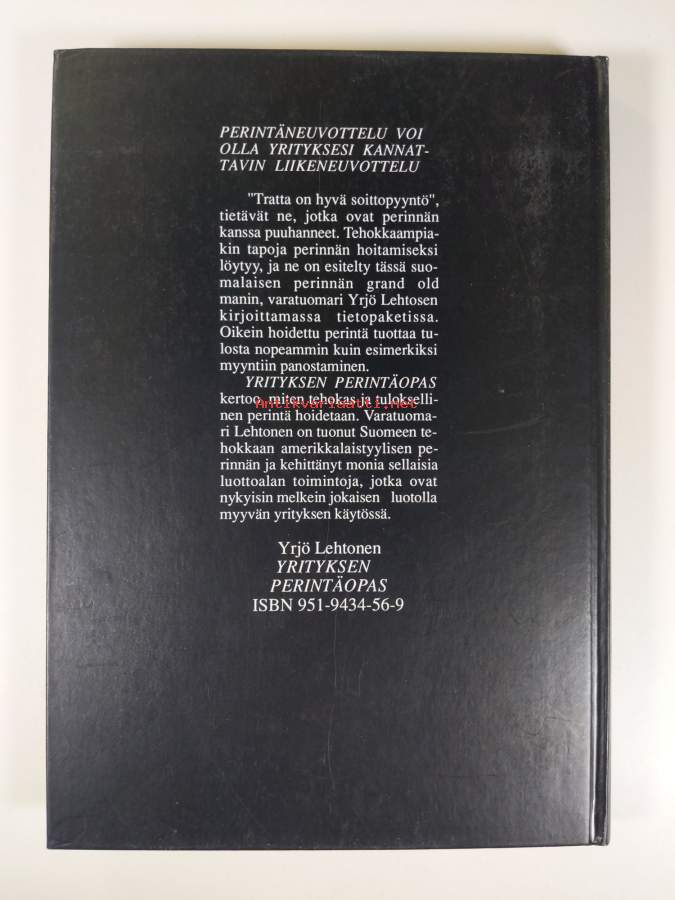 PERINTÄNEUVOTTELU VOI
OLLA YRITYKSESI KANNAT-
TAVIN LIIKENEUVOTTELU
"Tratta on hyvä soittopyyntö",
tietävät ne, jotka ovat perinnän
kanssa puuhanneet. Tehokkaampia-
kin tapoja perinnän hoitamiseksi
löytyy, ja ne on esitelty tässä suo-
malaisen perinnän grand old
manin, varatuomari Yrjö Lehtosen
kirjoittamassa tietopaketissa.
Oikein hoidettu perintä tuottaa tu-
losta nopeammin kuin esimerkiksi
myyntiin panostaminen.
YRITYKSEN PERINTÄOPAS
kertoo, miten tehokas ja tulokselli-
Antikvariaatti.net
nen perintä hoidetaan. Varatuoma-
ri Lehtonen on tuonut Suomeen te-
hokkaan amerikkalaistyylisen pe-
rinnän ja kehittänyt monia sellaisia
luottoalan toimintoja, jotka ovat
nykyisin melkein jokaisen luotolla
myyvän yrityksen käytössä.
Yrjö Lehtonen
YRITYKSEN
PERINTÄOPAS
ISBN 951-9434-56-9